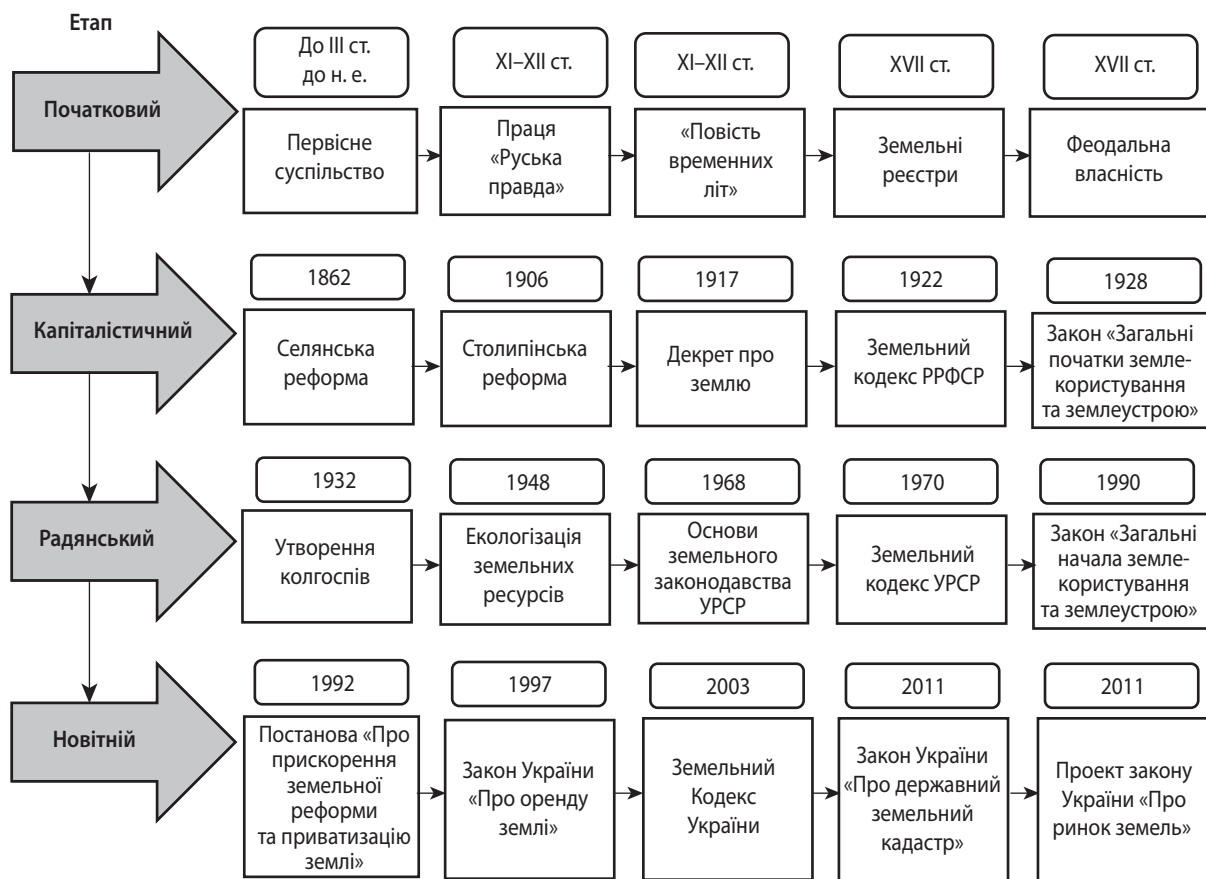 Етап
Початковий
До III ст.
до н. е.
XI–XII ст.
XI–XII ст.
XVII ст.
XVII ст.
Первісне
суспільство
Праця
«Руська
правда»
«Повість
временних
літ»
Земельні
реєстри
Феодальна
власність
Капіталістичний
1862
1906
1917
1922
1928
Селянська
реформа
Столипінська
реформа
Декрет про
землю
Земельний
кодекс РРФСР
Закон «Загальні
початки земле-
користування
та землеустрою»
Радянський
1932
1948
1968
1970
1990
Утворення
колгоспів
Екологізація
земельних
ресурсів
Основи
земельного
законодавства
УРСР
Земельний
кодекс УРСР
Закон «Загальні
начала земле-
користування
та землеустрою»
Новітній
1992
1997
2003
2011
2011
Постанова «Про
прискорення
земельної
реформи
та приватизацію
землі»
Закон України
«Про оренду
землі»
Земельний
Кодекс
України
Закон України
«Про державний
земельний
кадастр»
Проект закону
України «Про
ринок земель»